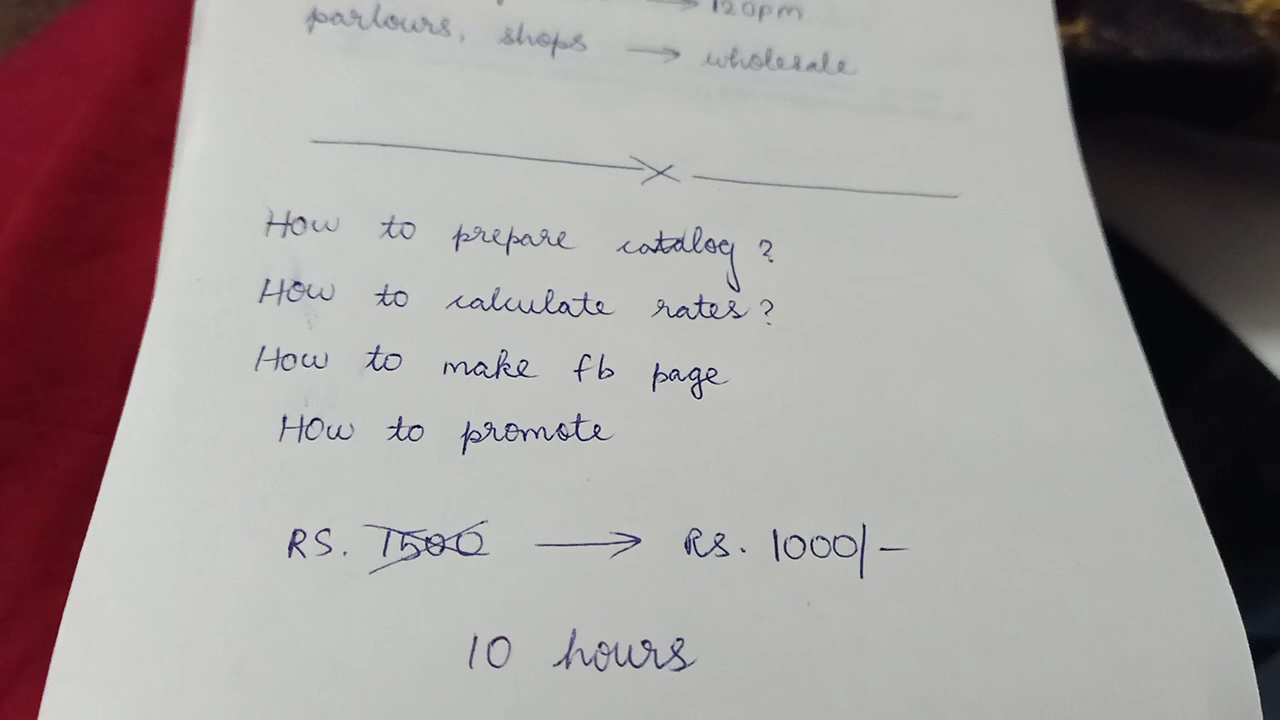 → 120pm
parlours, shops → wholesale
How to prepare catalog?
How to calculate rates?
How to make fb page
How to promote
RS. 1500 → RS. 1000/-
10 hours